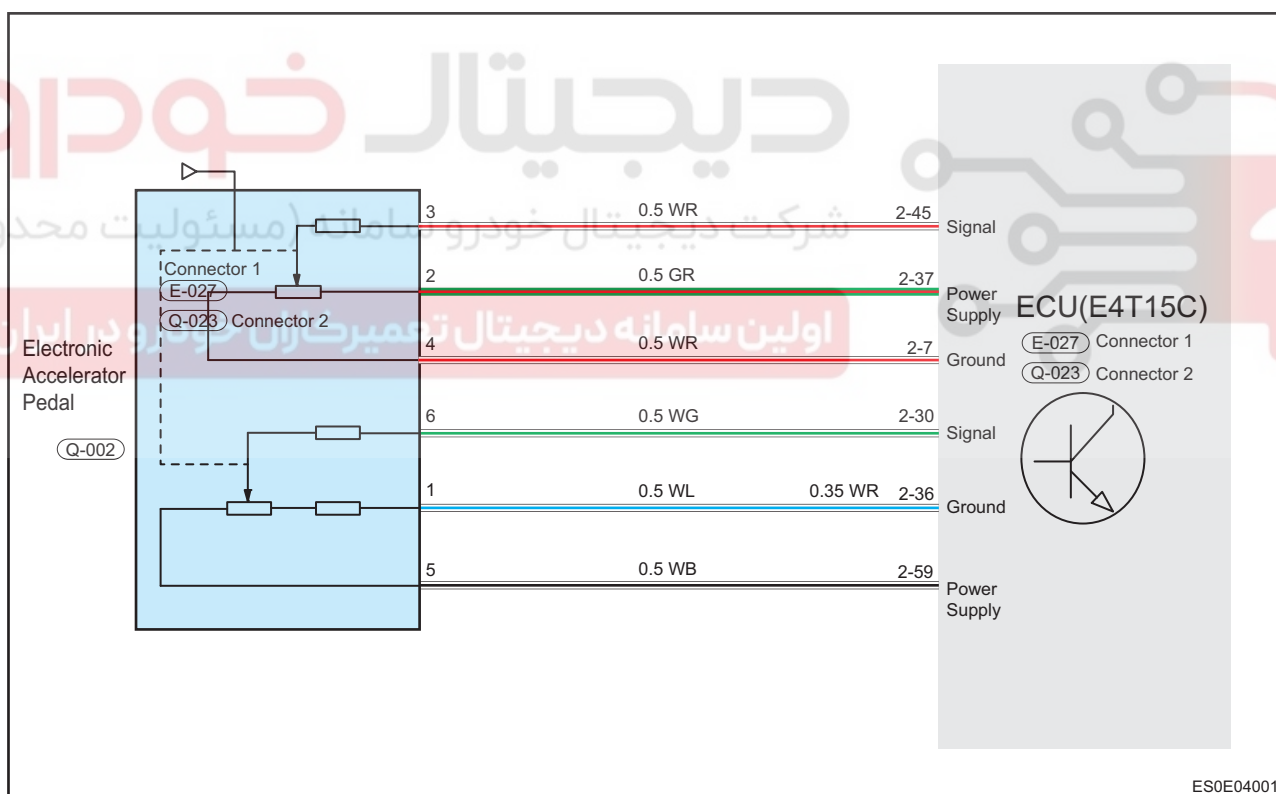 دیجیتال خودرو
شرکت دیجیتال خودرو سامانه (مسئولیت محدو
اولین سامانه دیجیتال تعمیرکاران خودرو در ایران
3 0.5 WR 2-45 Signal
Connector 1
E-027
Q-023 Connector 2
2 0.5 GR 2-37 Power
Supply
ECU(E4T15C)
E-027 Connector 1
Q-023 Connector 2
4 0.5 WR 2-7 Ground
Electronic
Accelerator
Pedal
Q-002
6 0.5 WG 2-30 Signal
1 0.5 WL 0.35 WR 2-36 Ground
5 0.5 WB 2-59 Power
Supply
ES0E04001